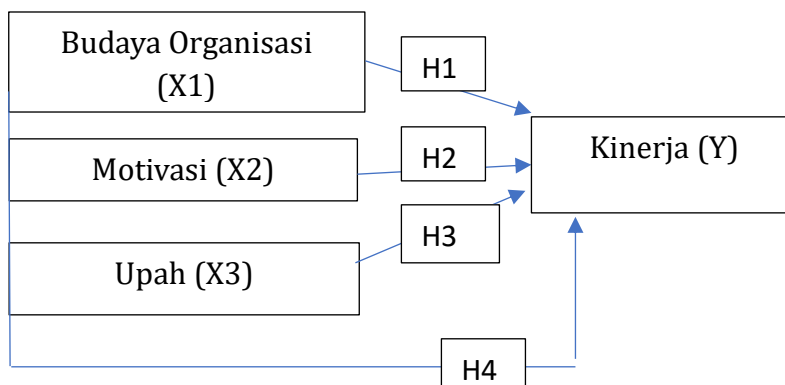 Budaya Organisasi
(X1)
H1
Motivasi (X2)
H2
Kinerja (Y)
Upah (X3)
H3
H4